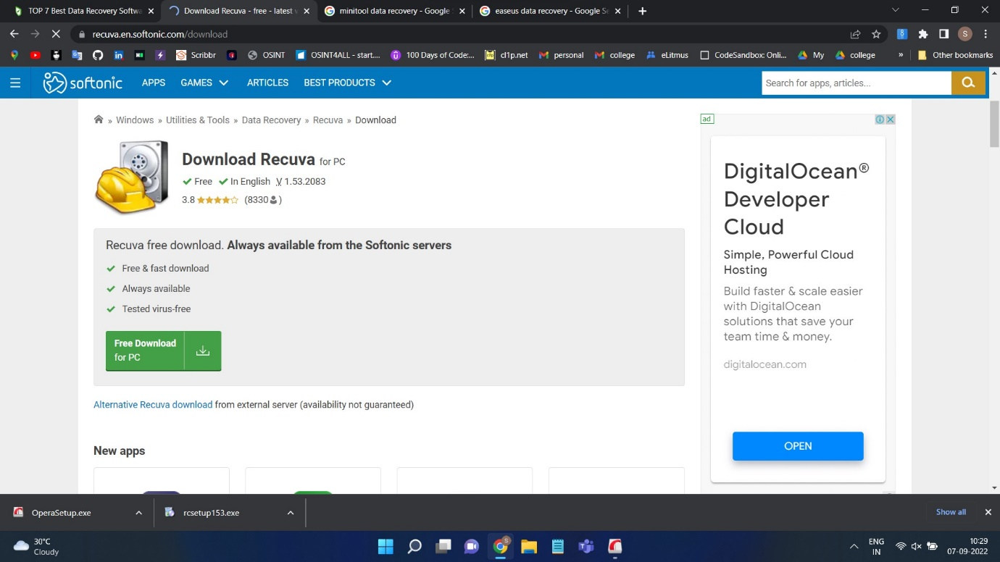 TOP 7 Best Data Recovery Softwa
Download Recuva - free - latest v
minitool data recovery - Google S
easeus data recovery - Google Se
recuva.en.softonic.com/download
S
Scribbr
OSINT
OSINT4ALL - start....
100 Days of Code:...
cl1p.net
personal
college
eLitmus
CodeSandbox: Onli...
My
college
»
Other bookmarks
softonic
APPS
GAMES
ARTICLES
BEST PRODUCTS
Search for apps, articles...
» Windows » Utilities & Tools » Data Recovery » Recuva » Download
ad
Download Recuva for PC
Free In English V 1.53.2083
3.8 (8330)
Recuva free download. Always available from the Softonic servers
Free & fast download
Always available
Tested virus-free
Free Download
for PC
Alternative Recuva download from external server (availability not guaranteed)
New apps
DigitalOcean®
Developer
Cloud
Simple, Powerful Cloud
Hosting
Build faster & scale easier
with DigitalOcean
solutions that save your
team time & money.
digitalocean.com
OPEN
OperaSetup.exe
rcsetup153.exe
Show all
30°C
Cloudy
ENG
IN
10:29
07-09-2022